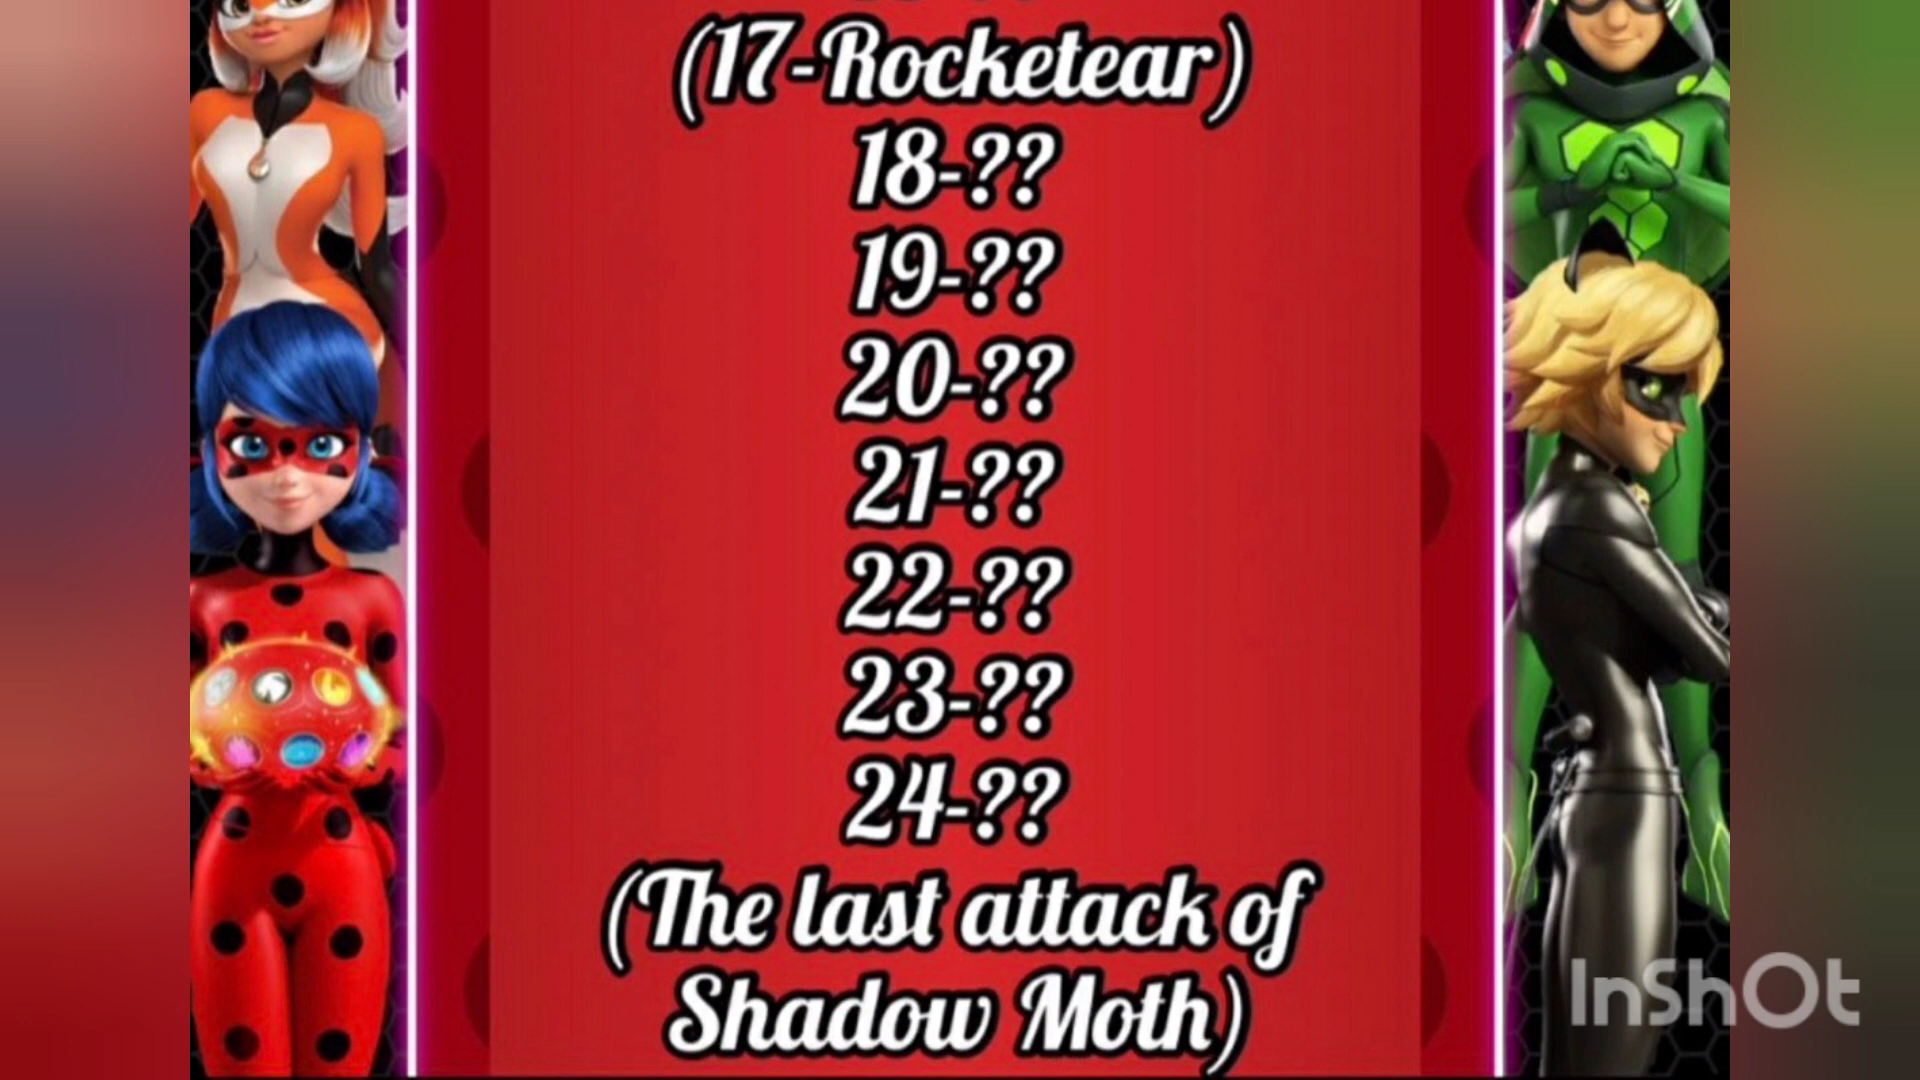 (17-Rocketear)
18-??
19-??
20-??
21-??
22-??
23-??
24-??
(The last attack of
Shadow Moth)
InShOt